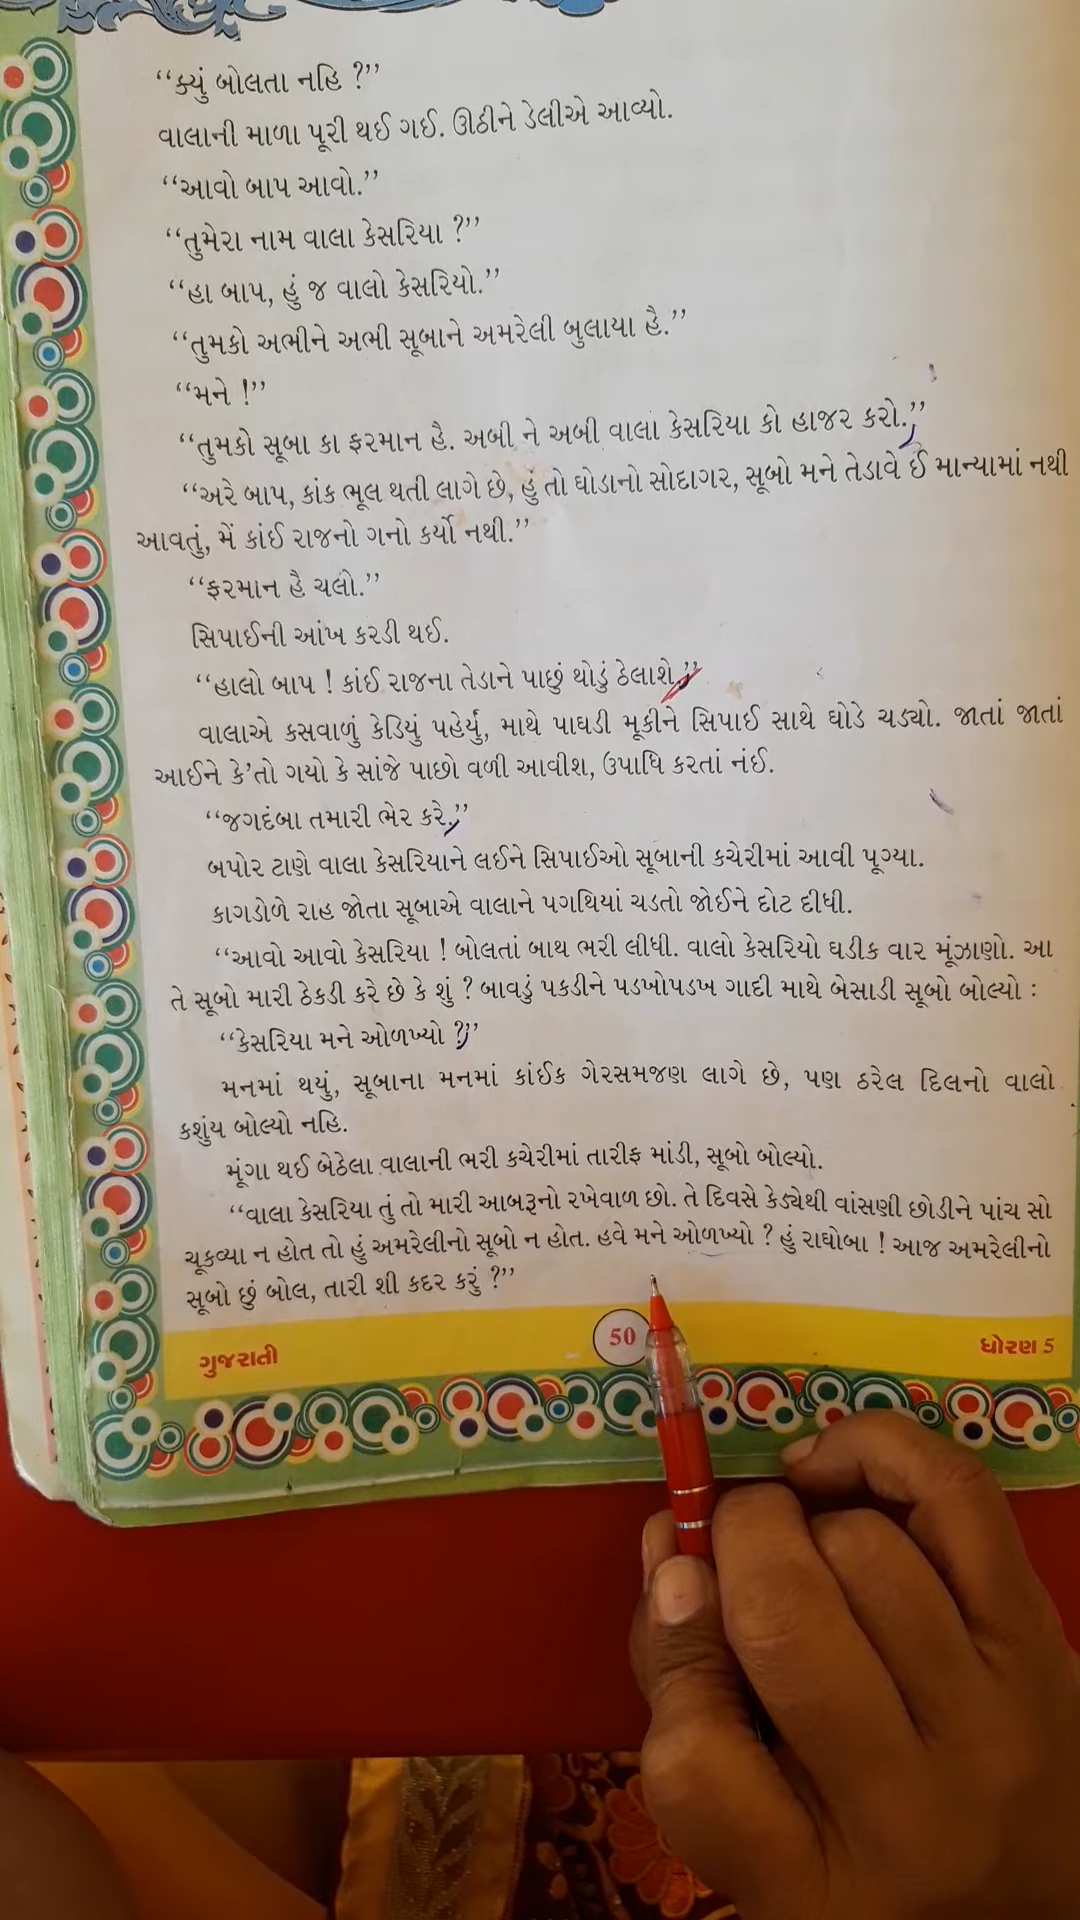 “ક્યું બોલતા નહિ ?”
વાલાની માળા પૂરી થઈ ગઈ. ઊઠીને ડેલીએ આવ્યો.
“આવો બાપ આવો.”
“તુમેરા નામ વાલા કેસરિયા ?”
“હા બાપ, હું જ વાલો કેસરિયો.”
“તુમકો અભીને અભી સૂબાને અમરેલી બુલાયા હૈ.”
“મને !”
“તુમકો સૂબા કા ફરમાન હૈ. અબી ને અબી વાલા કેસરિયા કો હાજર કરો.”
“અરે બાપ, કાંક ભૂલ થતી લાગે છે, હું તો ઘોડાનો સોદાગર, સૂબો મને તેડાવે ઈ માન્યામાં નથી
આવતું, મેં કાંઈ રાજનો ગનો કર્યો નથી.”
“ફરમાન હૈ ચલો.”
સિપાઈની આંખ કરડી થઈ.
“હાલો બાપ ! કાંઈ રાજના તેડાને પાછું થોડું ઠેલાશે.”
વાલાએ કસવાળું કેડિયું પહેર્યું, માથે પાઘડી મૂકીને સિપાઈ સાથે ઘોડે ચડ્યો. જાતાં જાતાં
આઈને કે’તો ગયો કે સાંજે પાછો વળી આવીશ, ઉપાધિ કરતાં નંઈ.
“જગદંબા તમારી ભેર કરે.”
બપોર ટાણે વાલા કેસરિયાને લઈને સિપાઈઓ સૂબાની કચેરીમાં આવી પૂગ્યા.
કાગડોળે રાહ જોતા સૂબાએ વાલાને પગથિયાં ચડતો જોઈને દોટ દીધી.
“આવો આવો કેસરિયા ! બોલતાં બાથ ભરી લીધી. વાલો કેસરિયો ઘડીક વાર મૂંઝાણો. આ
તે સૂબો મારી ઠેકડી કરે છે કે શું ? બાવડું પકડીને પડખોપડખ ગાદી માથે બેસાડી સૂબો બોલ્યો :
“કેસરિયા મને ઓળખ્યો ?”
મનમાં થયું, સૂબાના મનમાં કાંઈક ગેરસમજણ લાગે છે, પણ ઠરેલ દિલનો વાલો
કશુંય બોલ્યો નહિ.
મૂંગા થઈ બેઠેલા વાલાની ભરી કચેરીમાં તારીફ માંડી, સૂબો બોલ્યો.
“વાલા કેસરિયા તું તો મારી આબરૂનો રખેવાળ છો. તે દિવસે કેડ્યેથી વાંસણી છોડીને પાંચ સો
ચૂકવ્યા ન હોત તો હું અમરેલીનો સૂબો ન હોત. હવે મને ઓળખ્યો ? હું રાઘોબા ! આજ અમરેલીનો
સૂબો છું બોલ, તારી શી કદર કરું ?”
ગુજરાતી
50
ધોરણ 5